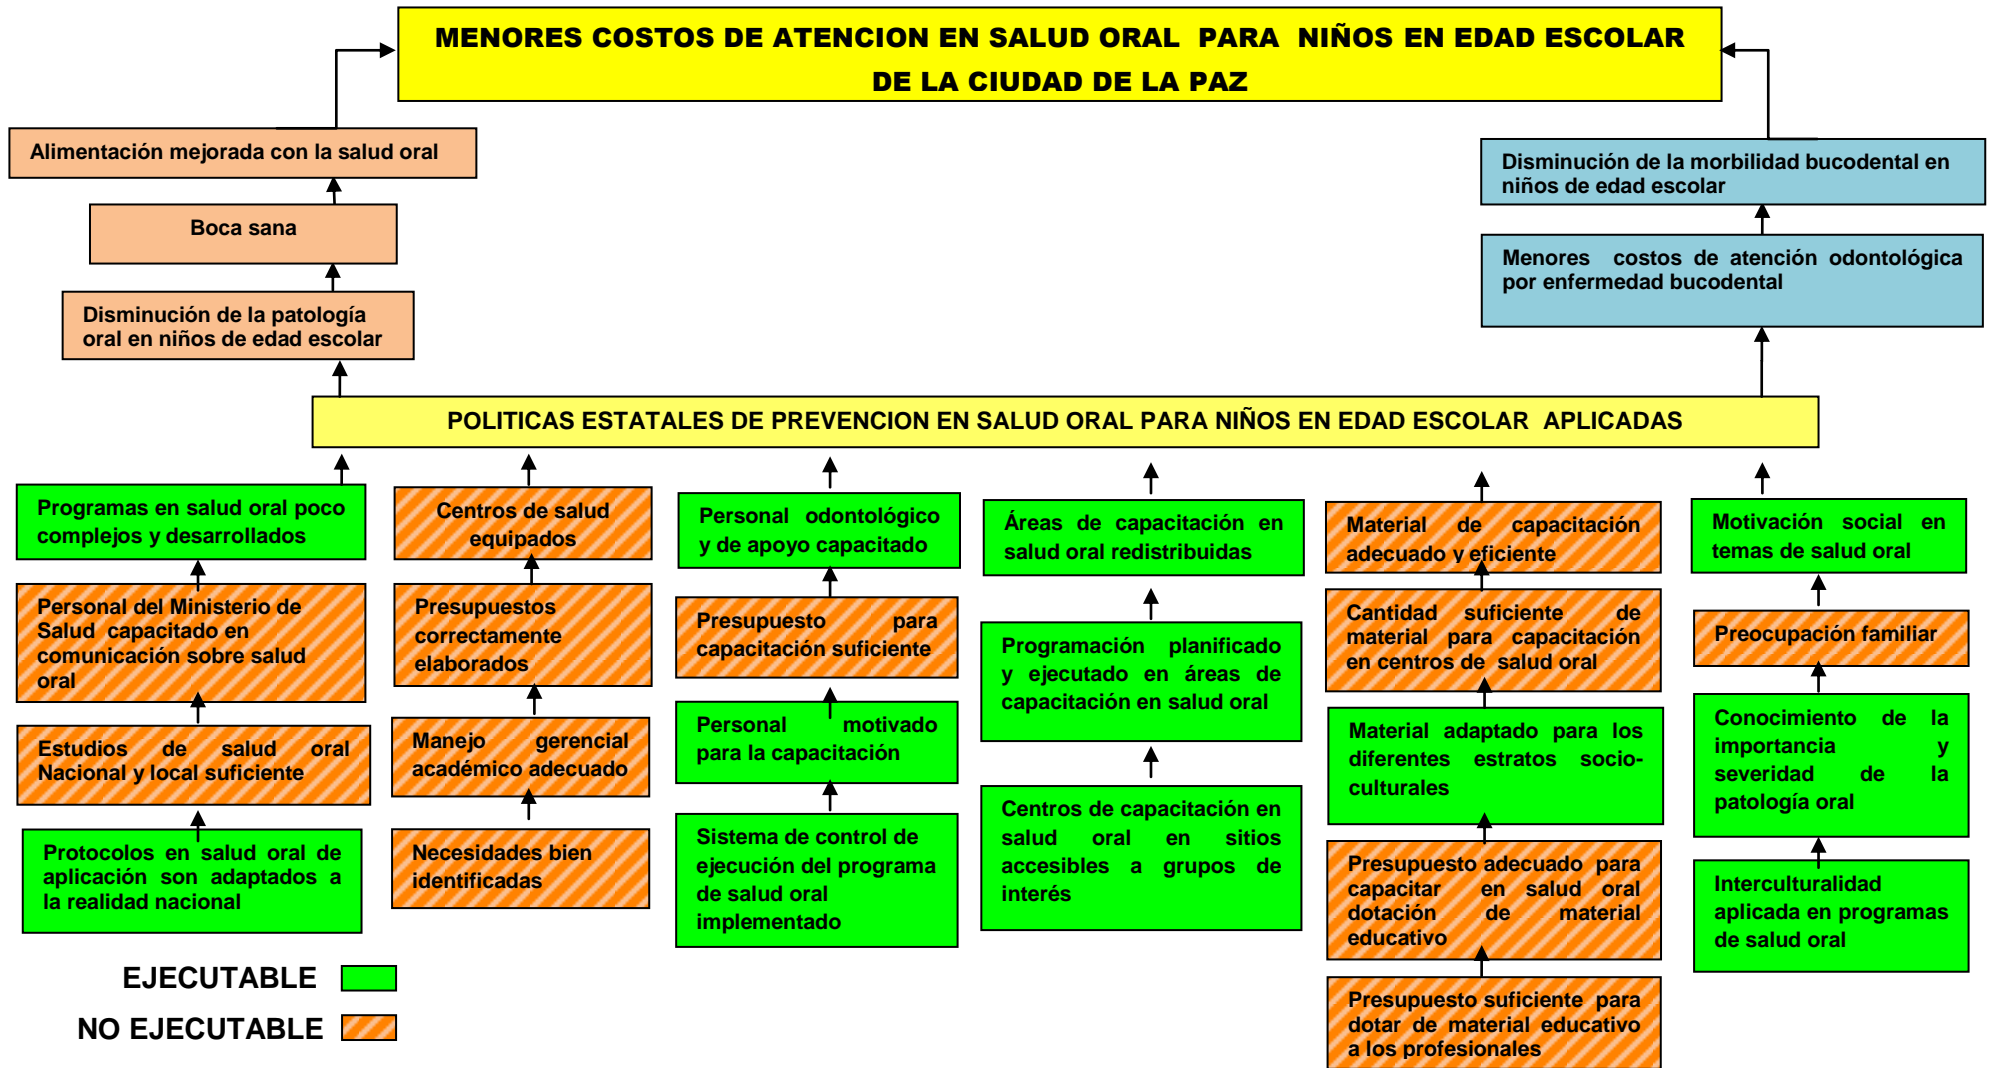 MENORES COSTOS DE ATENCION EN SALUD ORAL PARA NIÑOS EN EDAD ESCOLAR
DE LA CIUDAD DE LA PAZ
Alimentación mejorada con la salud oral
Boca sana
Disminución de la patología
oral en niños de edad escolar
Disminución de la morbilidad bucodental en
niños de edad escolar
Menores costos de atención odontológica
por enfermedad bucodental
POLITICAS ESTATALES DE PREVENCION EN SALUD ORAL PARA NIÑOS EN EDAD ESCOLAR APLICADAS
Programas en salud oral poco
complejos y desarrollados
Personal del Ministerio de
Salud capacitado en
comunicación sobre salud
oral
Estudios de salud oral
Nacional y local suficiente
Protocolos en salud oral de
aplicación son adaptados a
la realidad nacional
Centros de salud
equipados
Presupuestos
correctamente
elaborados
Manejo gerencial
académico adecuado
Necesidades bien
identificadas
Personal odontológico
y de apoyo capacitado
Presupuesto para
capacitación suficiente
Personal motivado
para la capacitación
Sistema de control de
ejecución del programa
de salud oral
implementado
Áreas de capacitación en
salud oral redistribuidas
Programación planificado
y ejecutado en áreas de
capacitación en salud oral
Centros de capacitación en
salud oral en sitios
accesibles a grupos de
interés
Material de capacitación
adecuado y eficiente
Cantidad suficiente de
material para capacitación
en centros de salud oral
Material adaptado para los
diferentes estratos socio-
culturales
Presupuesto adecuado para
capacitar en salud oral
dotación de material
educativo
Presupuesto suficiente para
dotar de material educativo
a los profesionales
Motivación social en
temas de salud oral
Preocupación familiar
Conocimiento de la
importancia y
severidad de la
patología oral
Interculturalidad
aplicada en programas
de salud oral
EJECUTABLE
NO EJECUTABLE